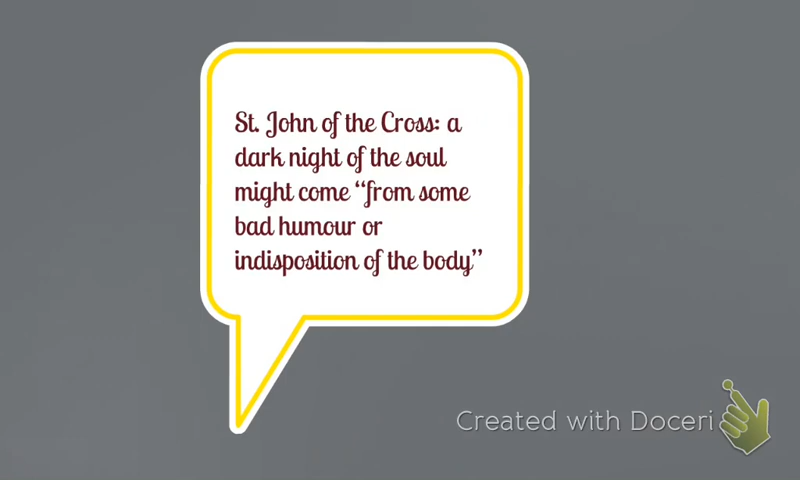 St. John of the Cross: a
dark night of the soul
might come “from some
bad humour or
indisposition of the body”
Created with Doceri